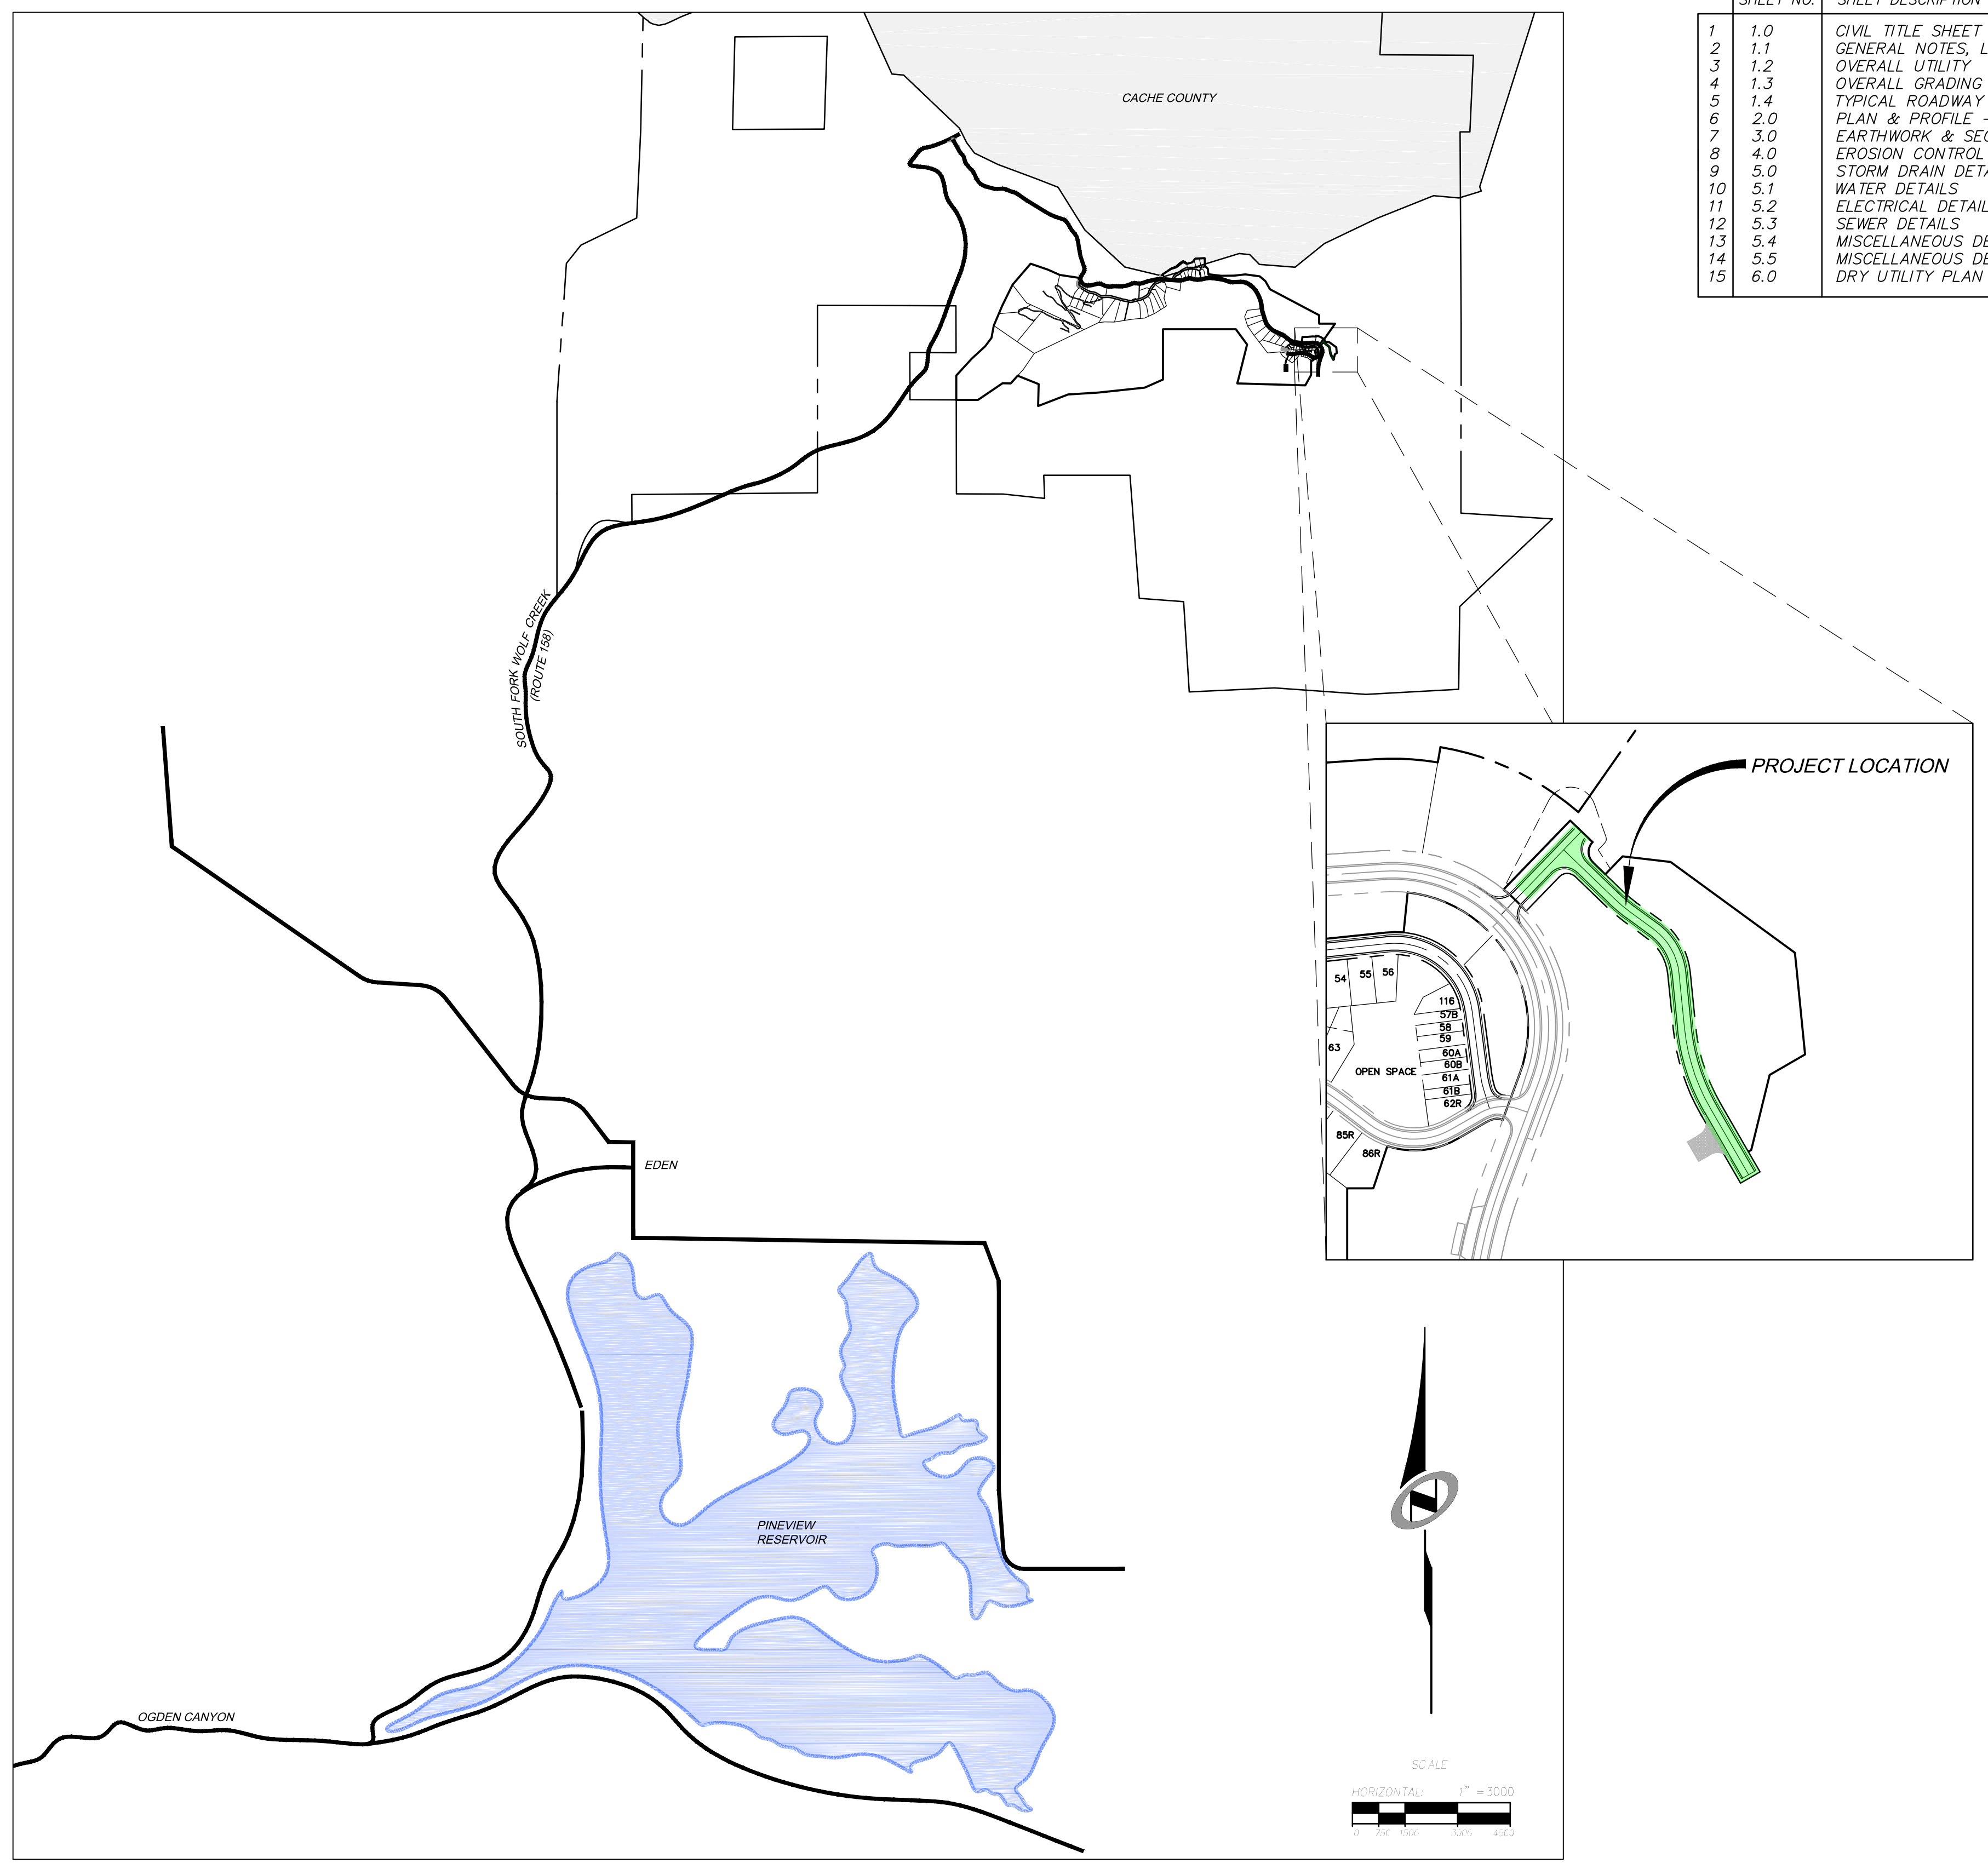 SHEET NO. SHEET DESCRIPTION
1 1.0 CIVIL TITLE SHEET
2 1.1 GENERAL NOTES, L
3 1.2 OVERALL UTILITY
4 1.3 OVERALL GRADING
5 1.4 TYPICAL ROADWAY
6 2.0 PLAN & PROFILE -
7 3.0 EARTHWORK & SEC
8 4.0 EROSION CONTROL
9 5.0 STORM DRAIN DETA
10 5.1 WATER DETAILS
11 5.2 ELECTRICAL DETAIL
12 5.3 SEWER DETAILS
13 5.4 MISCELLANEOUS DE
14 5.5 MISCELLANEOUS DE
15 6.0 DRY UTILITY PLAN
CACHE COUNTY
SOUTH FORK WOLF CREEK
(ROUTE 158)
PROJECT LOCATION
54
55
56
116
57B
58
59
60A
60B
61A
61B
62R
63
OPEN SPACE
85R
86R
EDEN
PINEVIEW
RESERVOIR
OGDEN CANYON
N
SCALE
HORIZONTAL: 1" =3000
0 750 1500 3000 4500